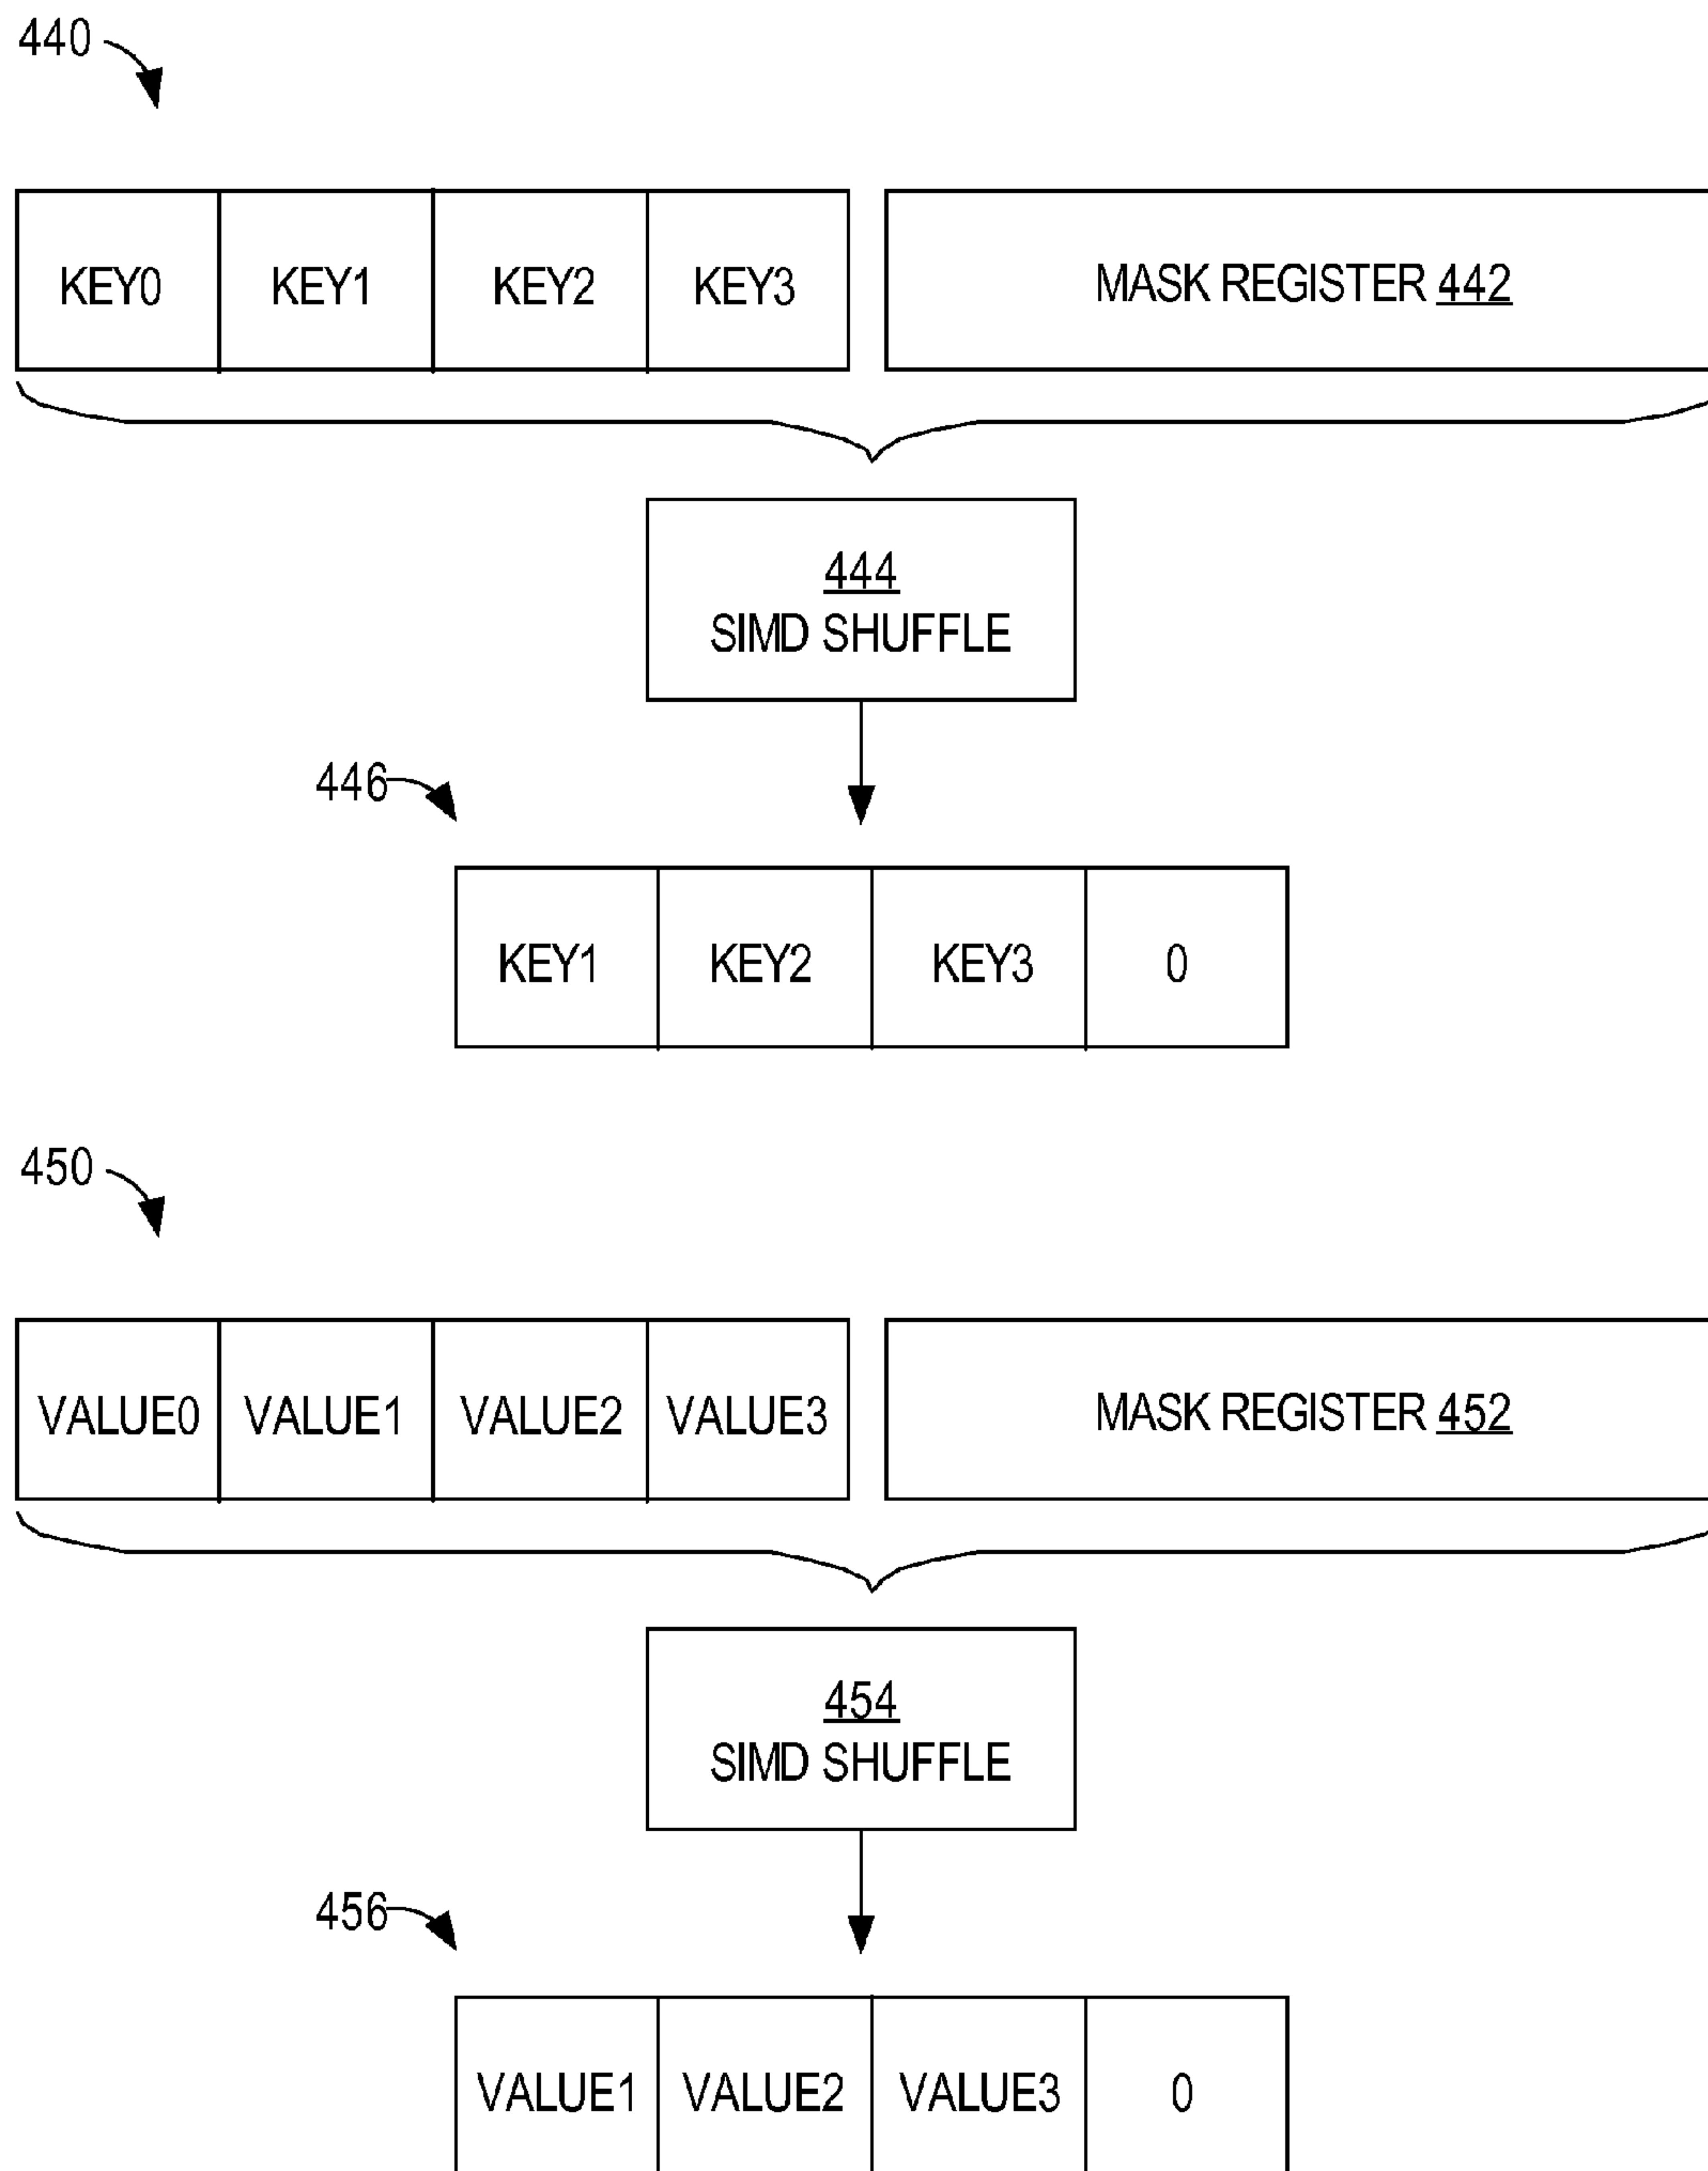 440
KEY0 KEY1 KEY2 KEY3 MASK REGISTER 442
444
SIMD SHUFFLE
446
KEY1 KEY2 KEY3 0
450
VALUE0 VALUE1 VALUE2 VALUE3 MASK REGISTER 452
454
SIMD SHUFFLE
456
VALUE1 VALUE2 VALUE3 0